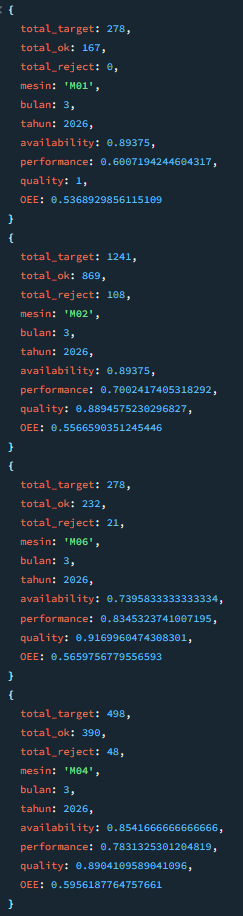 {
total_target: 278,
total_ok: 167,
total_reject: 0,
mesin: 'M01',
bulan: 3,
tahun: 2026,
availability: 0.89375,
performance: 0.6007194244604317,
quality: 1,
OEE: 0.5368929856115109
}
{
total_target: 1241,
total_ok: 869,
total_reject: 108,
mesin: 'M02',
bulan: 3,
tahun: 2026,
availability: 0.89375,
performance: 0.7002417405318292,
quality: 0.8894575230296827,
OEE: 0.5566590351245446
}
{
total_target: 278,
total_ok: 232,
total_reject: 21,
mesin: 'M06',
bulan: 3,
tahun: 2026,
availability: 0.7395833333333334,
performance: 0.8345323741007195,
quality: 0.9169960474308301,
OEE: 0.5659756779556593
}
{
total_target: 498,
total_ok: 390,
total_reject: 48,
mesin: 'M04',
bulan: 3,
tahun: 2026,
availability: 0.8541666666666666,
performance: 0.7831325301204819,
quality: 0.8904109589041096,
OEE: 0.5956187764757661
}